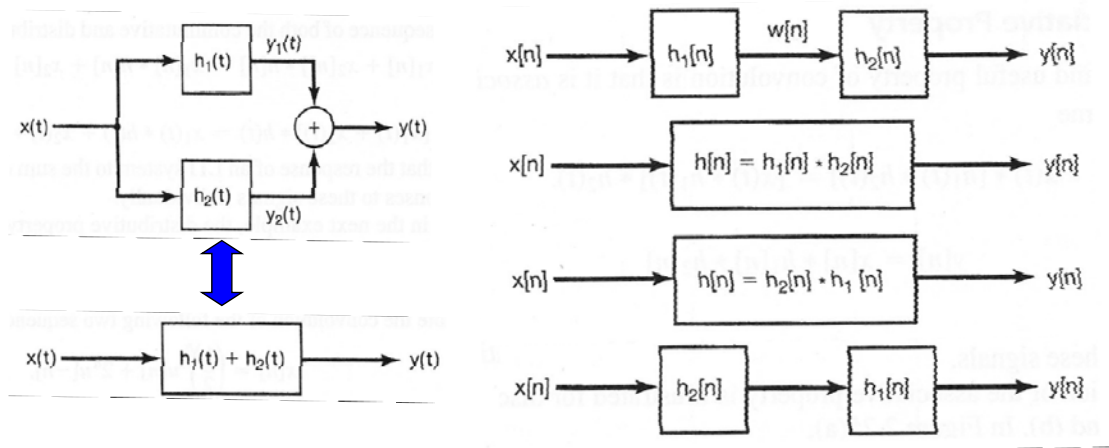 h₁(t)
y₁(t)
x(t)
+
y(t)
h₂(t)
y₂(t)
x(t)
h₁(t) + h₂(t)
y(t)
x[n]
h₁[n]
w[n]
h₂[n]
y[n]
x[n]
h[n] = h₁[n] * h₂[n]
y[n]
x[n]
h[n] = h₂[n] * h₁ [n]
y[n]
x[n]
h₂[n]
h₁[n]
y[n]